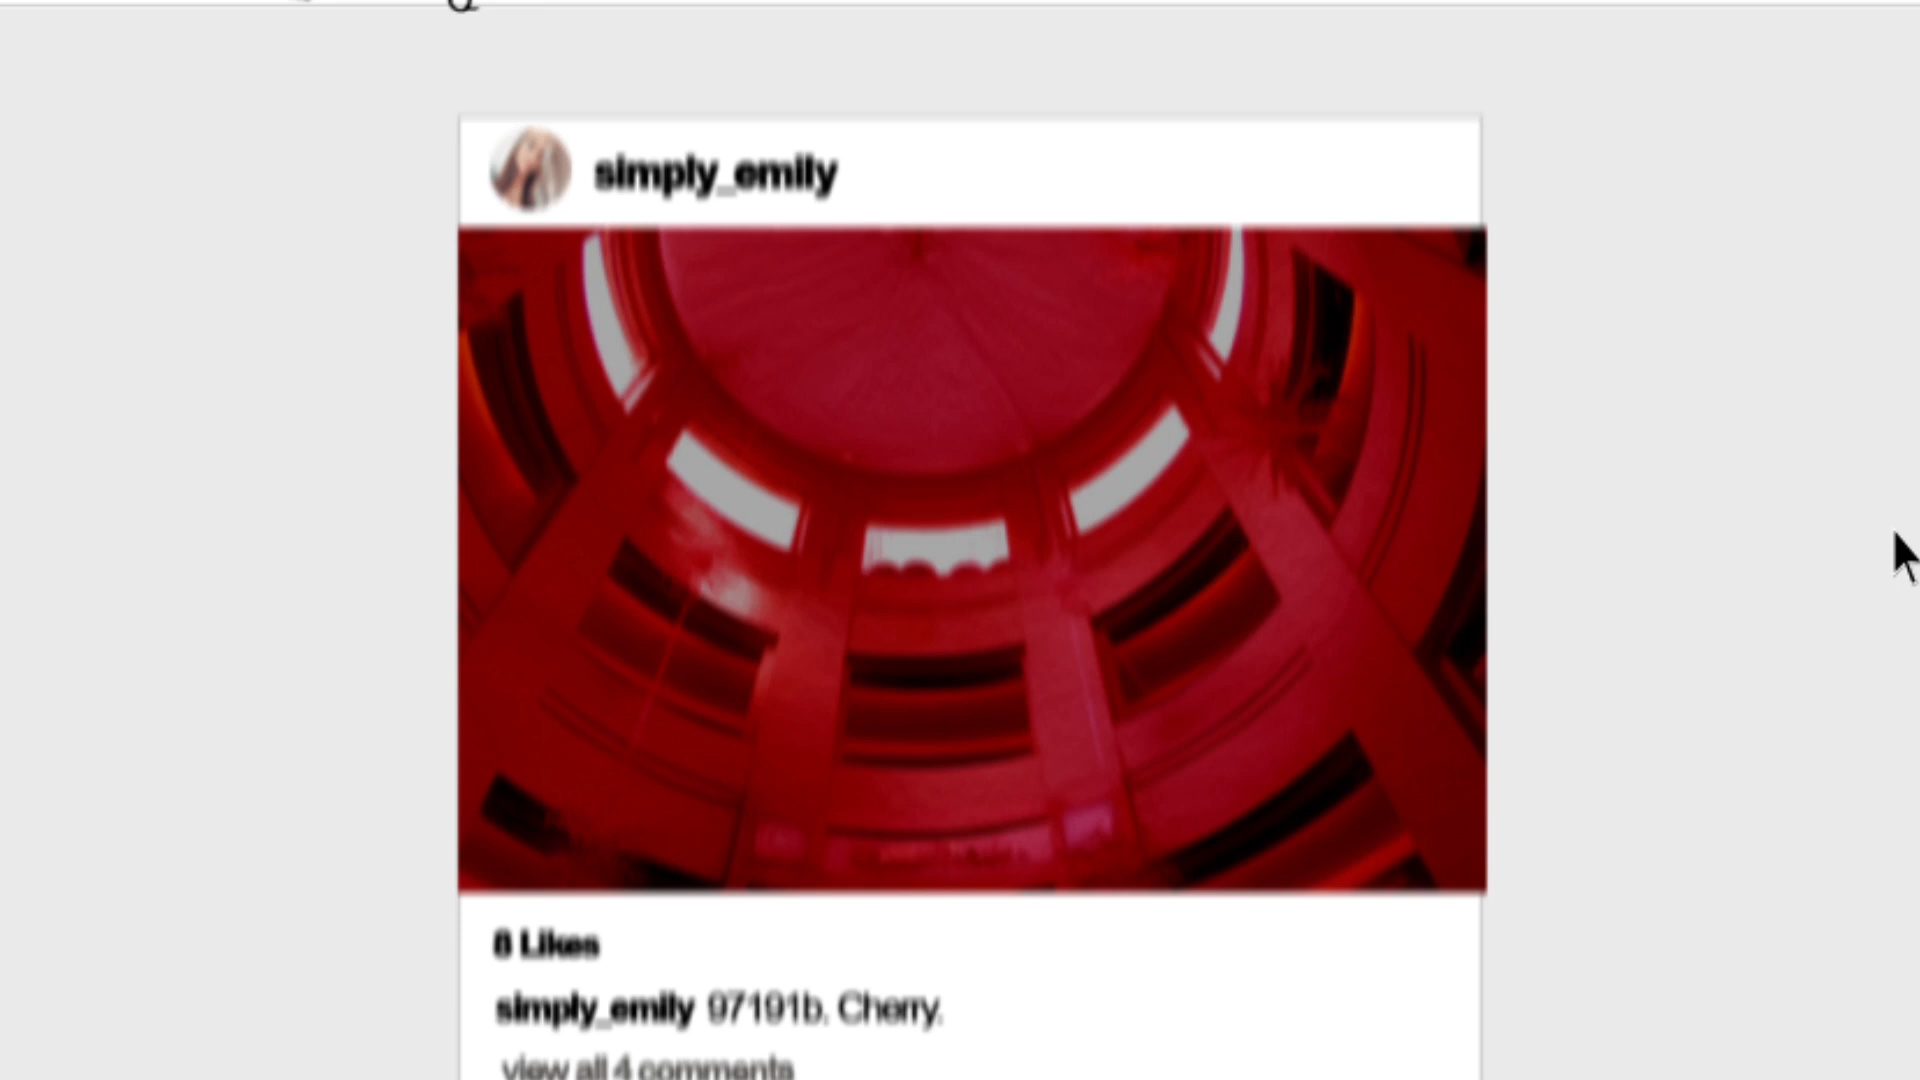 simply_emily
8 Likes
simply_emily 97191b. Cherry.
view all 4 comments